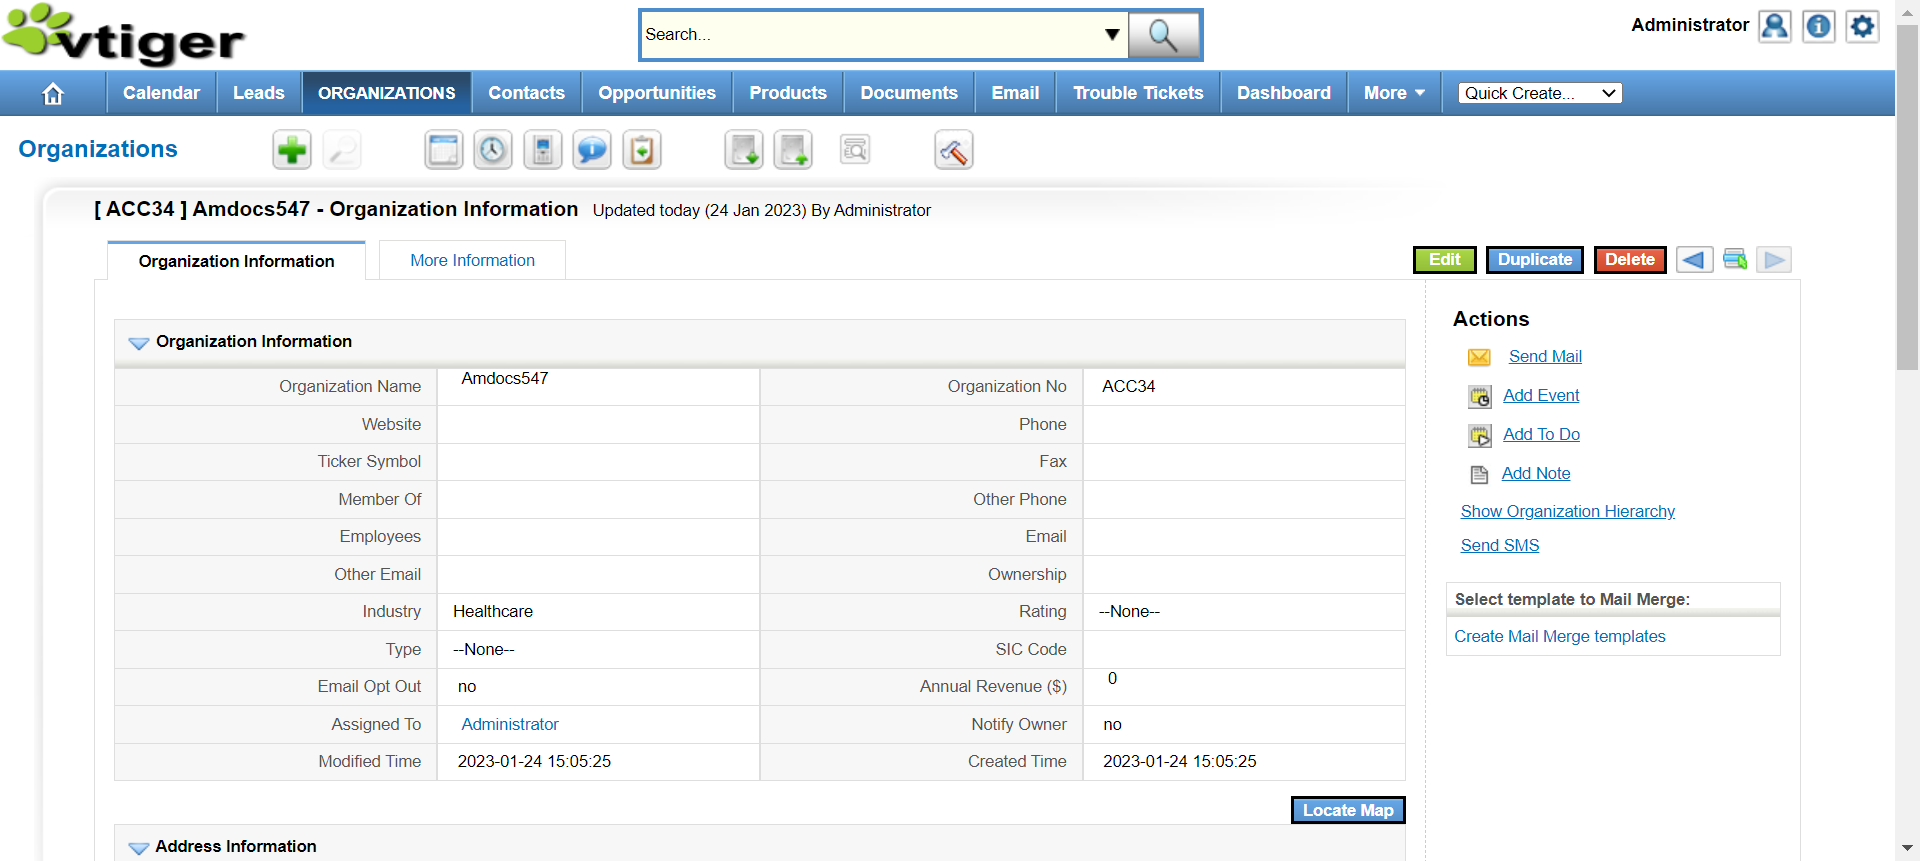 vtiger
Search...
Administrator
Calendar Leads ORGANIZATIONS Contacts Opportunities Products Documents Email Trouble Tickets Dashboard More Quick Create...
Organizations
[ ACC34 ] Amdocs547 - Organization Information Updated today (24 Jan 2023) By Administrator
Organization Information More Information Edit Duplicate Delete
Organization Information
Organization Name Amdocs547 Organization No ACC34
Website Phone
Ticker Symbol Fax
Member Of Other Phone
Employees Email
Other Email Ownership
Industry Healthcare Rating --None--
Type --None-- SIC Code
Email Opt Out no Annual Revenue ($) 0
Assigned To Administrator Notify Owner no
Modified Time 2023-01-24 15:05:25 Created Time 2023-01-24 15:05:25
Locate Map
Address Information
Actions
Send Mail
Add Event
Add To Do
Add Note
Show Organization Hierarchy
Send SMS
Select template to Mail Merge:
Create Mail Merge templates